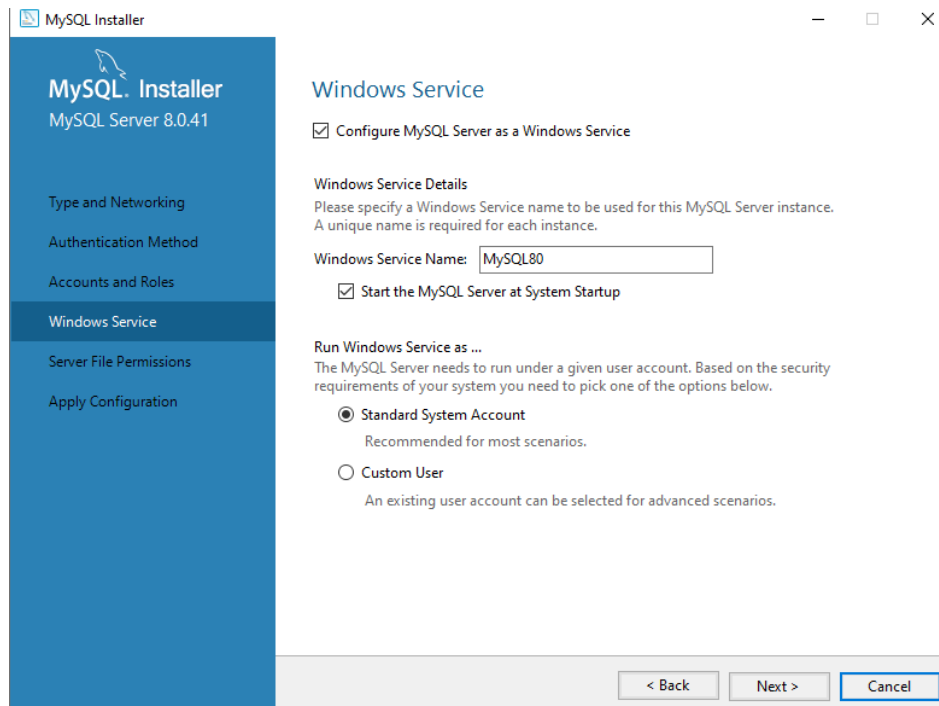 MySQL Installer
MySQL. Installer
MySQL Server 8.0.41
Type and Networking
Authentication Method
Accounts and Roles
Windows Service
Server File Permissions
Apply Configuration
Windows Service
Configure MySQL Server as a Windows Service
Windows Service Details
Please specify a Windows Service name to be used for this MySQL Server instance.
A unique name is required for each instance.
Windows Service Name: MySQL80
Start the MySQL Server at System Startup
Run Windows Service as ...
The MySQL Server needs to run under a given user account. Based on the security
requirements of your system you need to pick one of the options below.
Standard System Account
Recommended for most scenarios.
Custom User
An existing user account can be selected for advanced scenarios.
< Back Next > Cancel